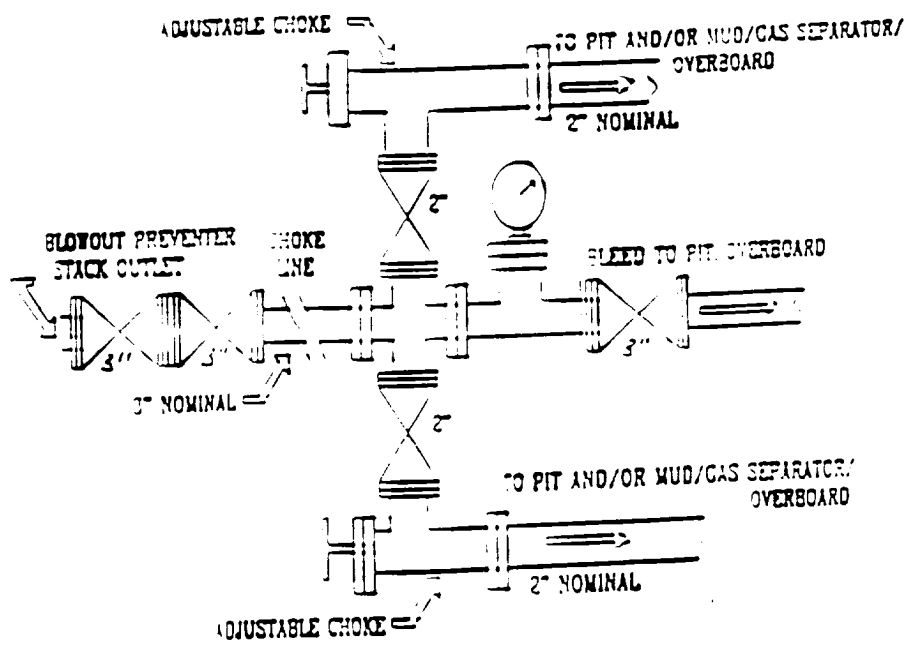 ADJUSTABLE CHOKE
TO PIT AND/OR MUD/GAS SEPARATOR/
OVERBOARD
2" NOMINAL
2"
BLOWOUT PREVENTER
STACK OUTLET
CHOKE
LINE
BLEED TO PIT, OVERBOARD
3"
3"
3"
3" NOMINAL
2"
TO PIT AND/OR MUD/GAS SEPARATOR/
OVERBOARD
2" NOMINAL
ADJUSTABLE CHOKE